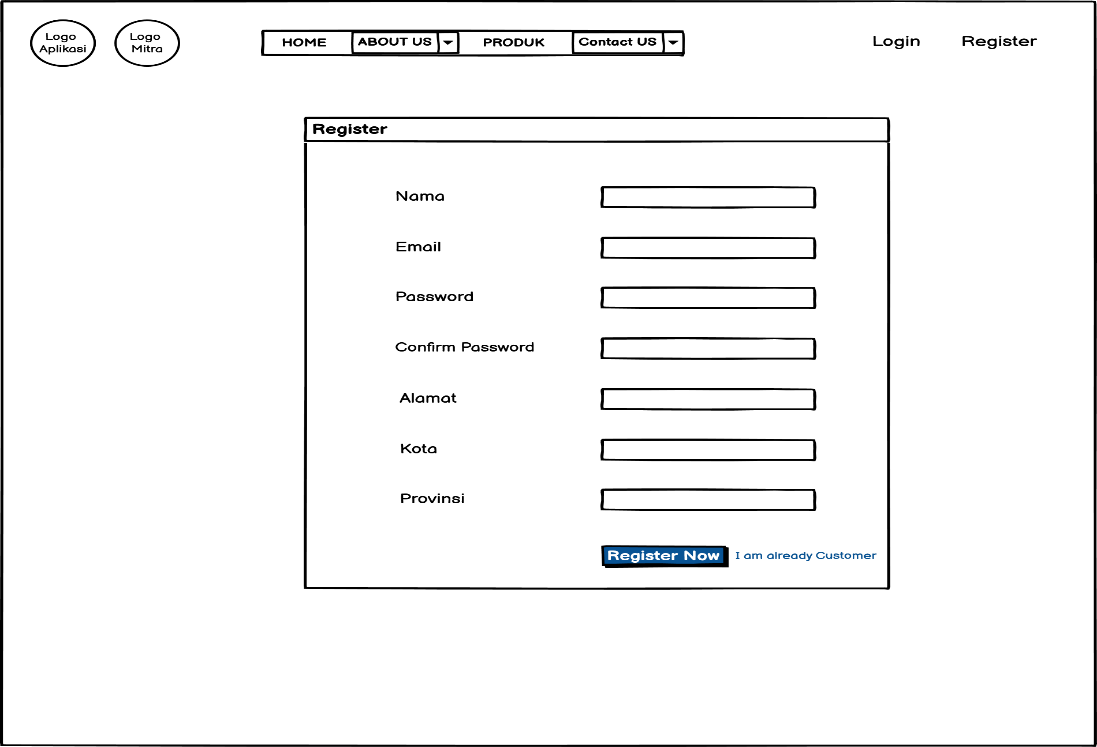 Logo
Aplikasi
Logo
Mitra
HOME
ABOUT US
PRODUK
Contact US
Login
Register
Register
Nama
Email
Password
Confirm Password
Alamat
Kota
Provinsi
Register Now
I am already Customer